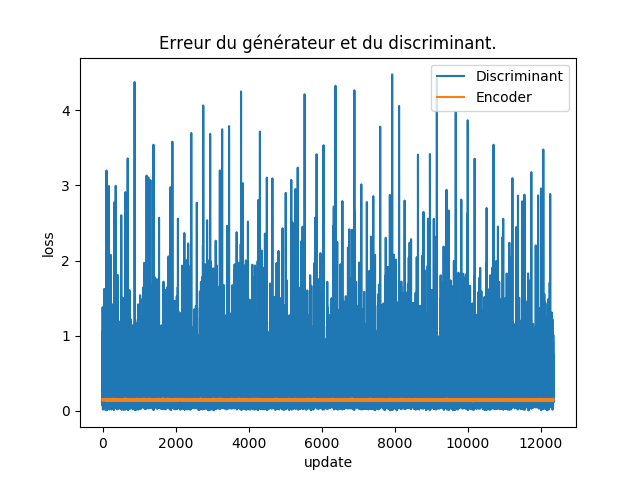 Erreur du générateur et du discriminant.
Discriminant
Encoder
4
3
2
1
0
loss
0
2000
4000
6000
8000
10000
12000
update